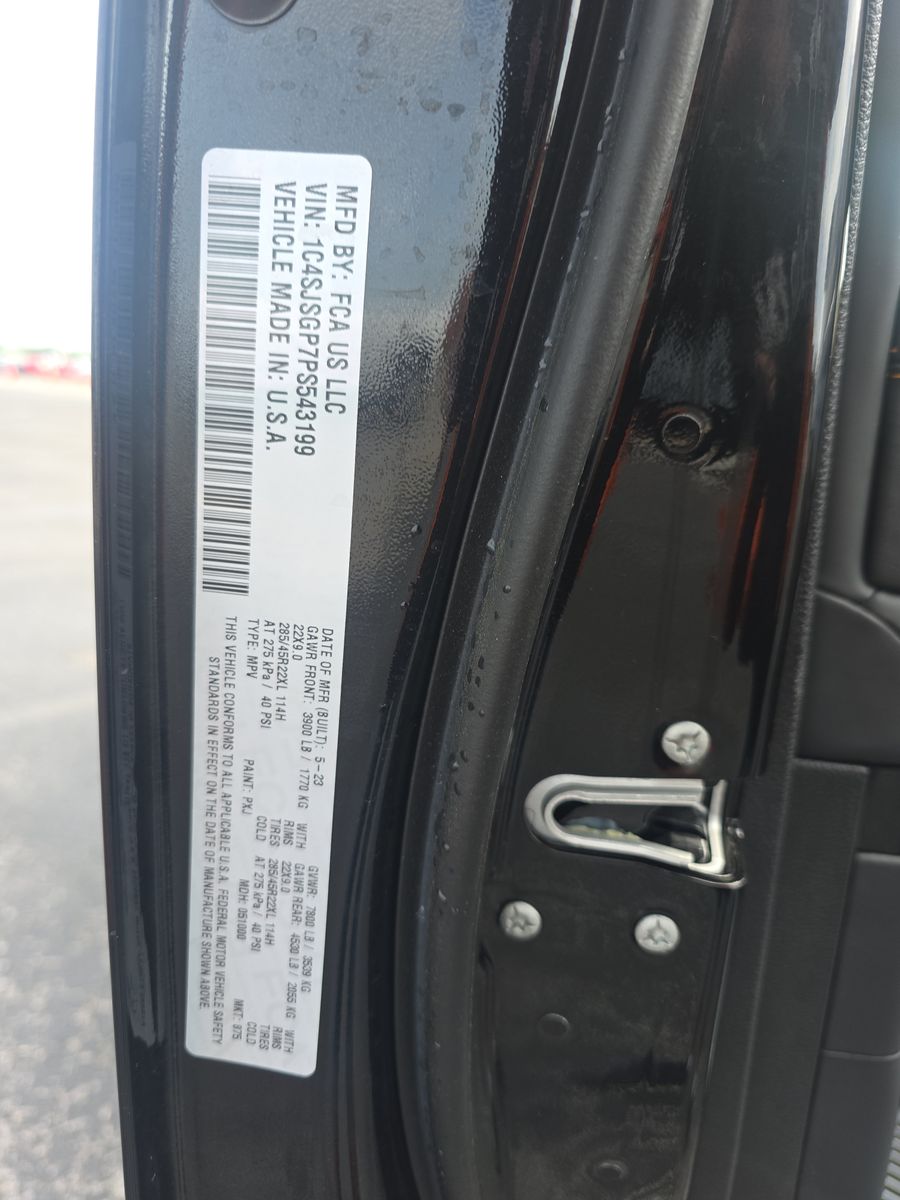 MFD BY: FCA US LLC
VIN: 1C4SJSGP7PS543199
VEHICLE MADE IN: U.S.A.
DATE OF MFR (BUILT): 5-23 GVWR: 7800 LB / 3539 KG
GAWR FRONT: 3900 LB / 1770 KG WITH GAWR REAR: 4530 LB / 2055 KG WITH
22X9.0 RIMS 22X9.0 RIMS
285/45R22XL 114H TIRES 285/45R22XL 114H TIRES
AT 275 kPa / 40 PSI COLD AT 275 kPa / 40 PSI COLD
TYPE: MPV PAINT: PXJ MDH: 051000 MKT: 875
THIS VEHICLE CONFORMS TO ALL APPLICABLE U.S.A. FEDERAL MOTOR VEHICLE SAFETY
STANDARDS IN EFFECT ON THE DATE OF MANUFACTURE SHOWN ABOVE.